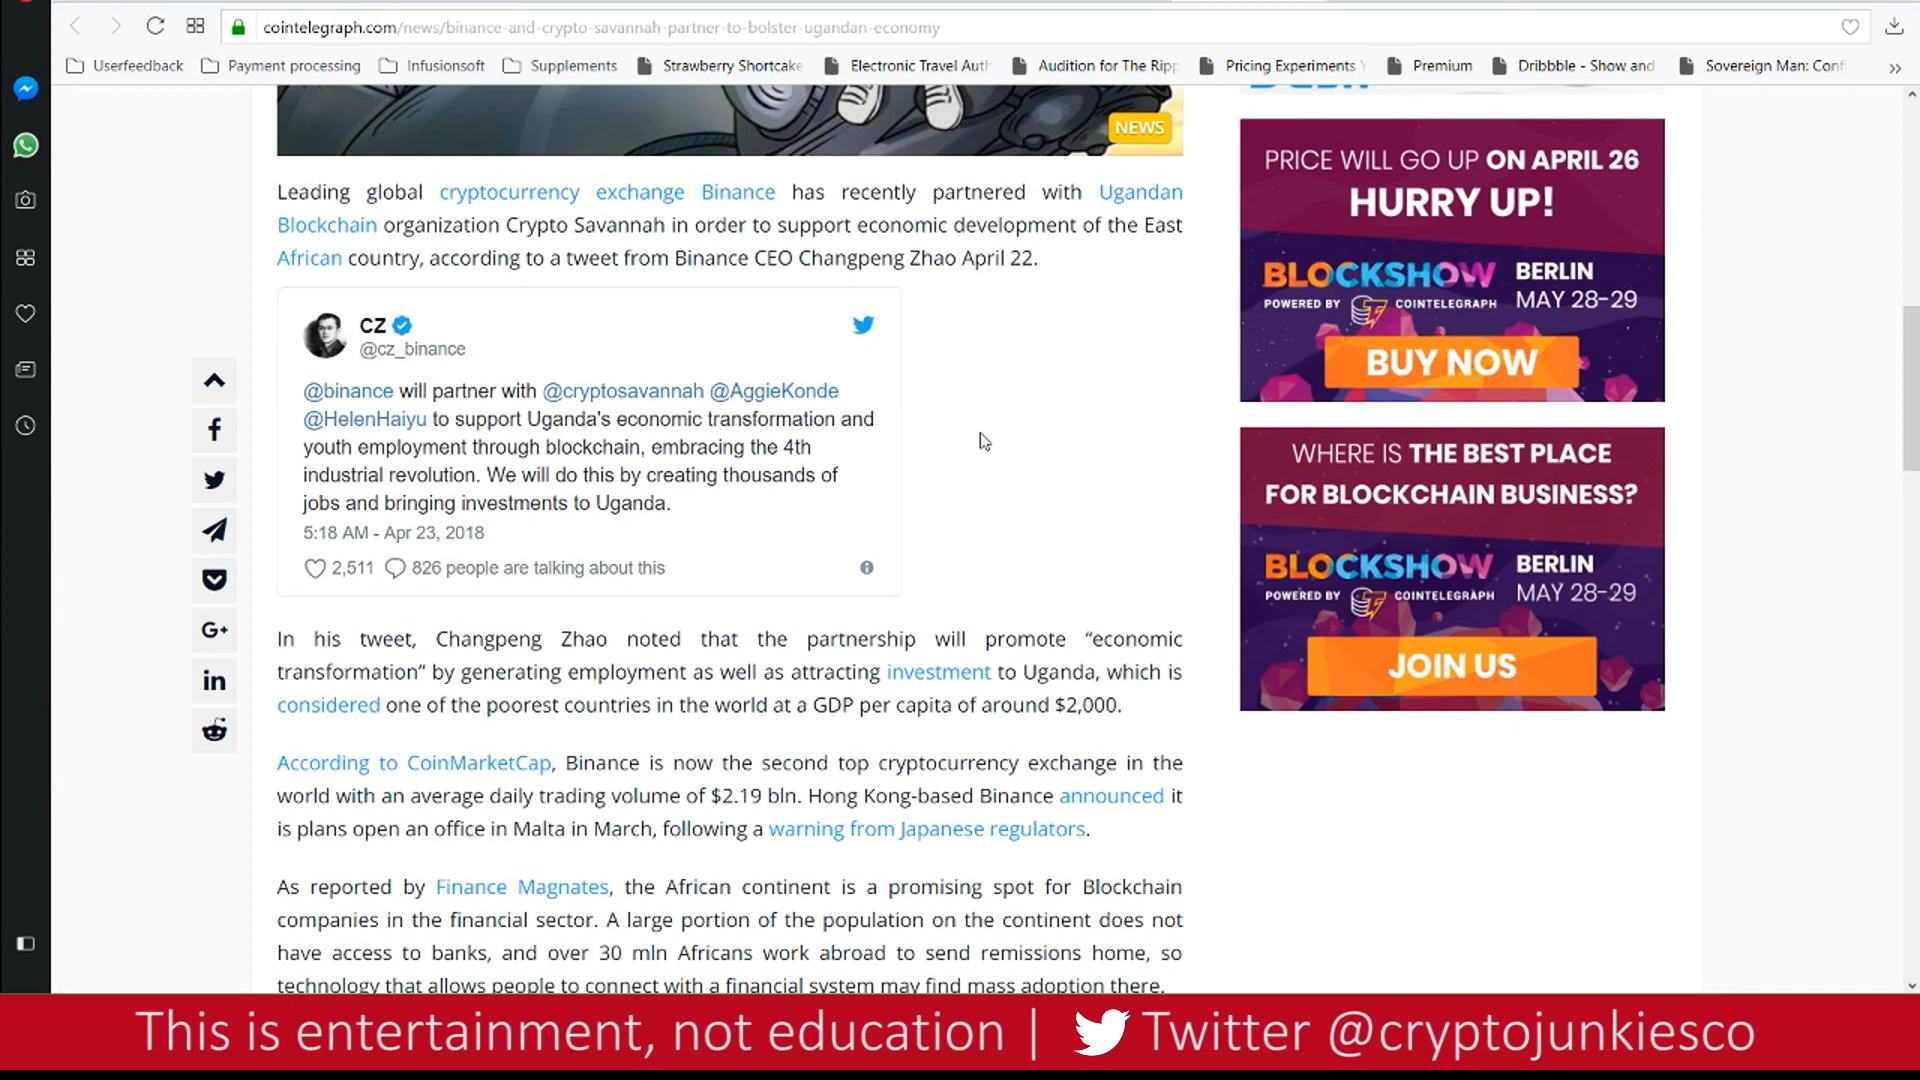 cointelegraph.com/news/binance-and-crypto-savannah-partner-to-bolster-ugandan-economy
Userfeedback
Payment processing
Infusionsoft
Supplements
Strawberry Shortcake
Electronic Travel Auth
Audition for The Ripp
Pricing Experiments
Premium
Dribbble - Show and
Sovereign Man: Confi
NEWS
Leading global cryptocurrency exchange Binance has recently partnered with Ugandan
Blockchain organization Crypto Savannah in order to support economic development of the East
African country, according to a tweet from Binance CEO Changpeng Zhao April 22.
CZ
@cz_binance
@binance will partner with @cryptosavannah @AggieKonde
@HelenHaiyu to support Uganda's economic transformation and
youth employment through blockchain, embracing the 4th
industrial revolution. We will do this by creating thousands of
jobs and bringing investments to Uganda.
5:18 AM - Apr 23, 2018
2,511
826 people are talking about this
In his tweet, Changpeng Zhao noted that the partnership will promote “economic
transformation” by generating employment as well as attracting investment to Uganda, which is
considered one of the poorest countries in the world at a GDP per capita of around $2,000.
According to CoinMarketCap, Binance is now the second top cryptocurrency exchange in the
world with an average daily trading volume of $2.19 bln. Hong Kong-based Binance announced it
is plans open an office in Malta in March, following a warning from Japanese regulators.
As reported by Finance Magnates, the African continent is a promising spot for Blockchain
companies in the financial sector. A large portion of the population on the continent does not
have access to banks, and over 30 mln Africans work abroad to send remissions home, so
technology that allows people to connect with a financial system may find mass adoption there.
PRICE WILL GO UP ON APRIL 26
HURRY UP!
BLOCKSHOW BERLIN
POWERED BY COINTELEGRAPH MAY 28-29
BUY NOW
WHERE IS THE BEST PLACE
FOR BLOCKCHAIN BUSINESS?
BLOCKSHOW BERLIN
POWERED BY COINTELEGRAPH MAY 28-29
JOIN US
G+
in
This is entertainment, not education | Twitter @cryptojunkiesco